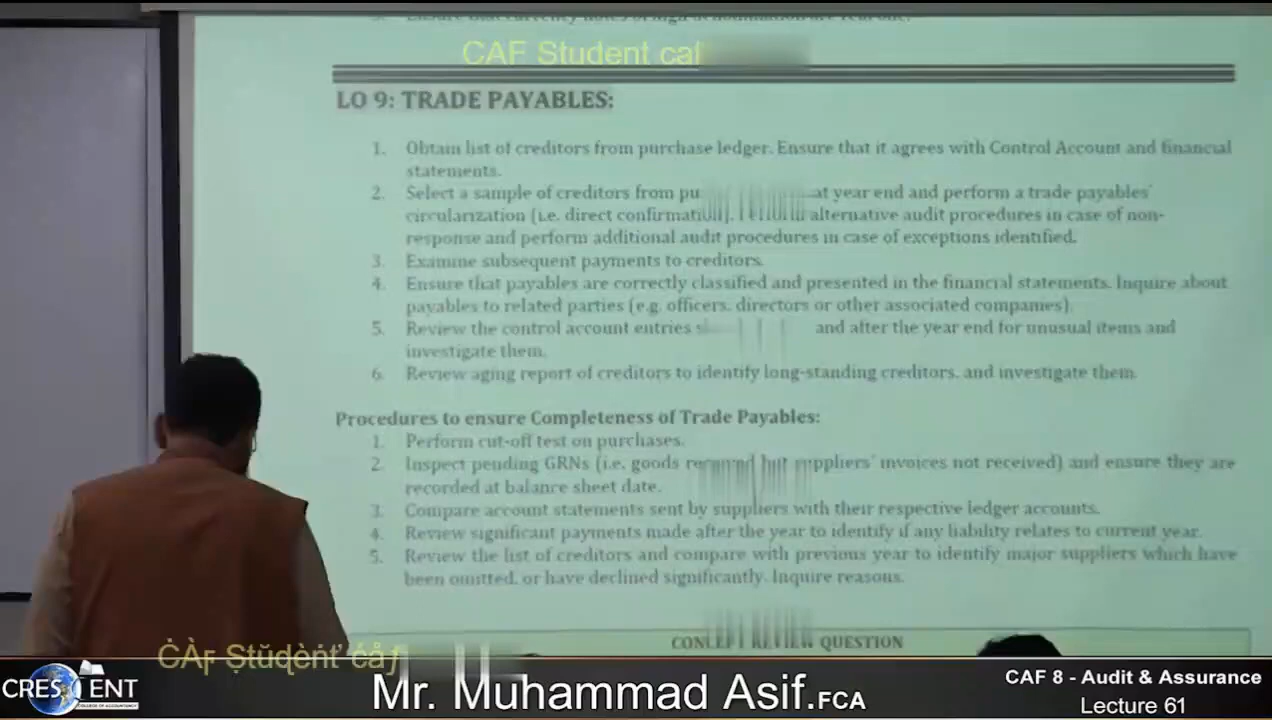 CAF Student caf
LO 9: TRADE PAYABLES:
1. Obtain list of creditors from purchase ledger. Ensure that it agrees with Control Account and financial
statements.
2. Select a sample of creditors from pu at year end and perform a trade payables'
circularization (i.e. direct confirmation). Perform alternative audit procedures in case of non-
response and perform additional audit procedures in case of exceptions identified.
3. Examine subsequent payments to creditors.
4. Ensure that payables are correctly classified and presented in the financial statements. Inquire about
payables to related parties (e.g. officers, directors or other associated companies).
5. Review the control account entries and after the year end for unusual items and
investigate them.
6. Review aging report of creditors to identify long-standing creditors, and investigate them.
Procedures to ensure Completeness of Trade Payables:
1. Perform cut-off test on purchases.
2. Inspect pending GRNs (i.e. goods received but suppliers' invoices not received) and ensure they are
recorded at balance sheet date.
3. Compare account statements sent by suppliers with their respective ledger accounts.
4. Review significant payments made after the year to identify if any liability relates to current year.
5. Review the list of creditors and compare with previous year to identify major suppliers which have
been omitted, or have declined significantly. Inquire reasons.
CONCEPT REVIEW QUESTION
CRESCENT
Mr. Muhammad Asif.FCA
CAF 8 - Audit & Assurance
Lecture 61